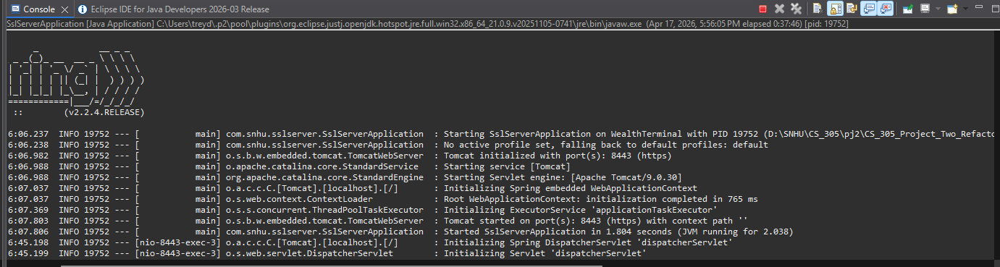 Console
Eclipse IDE for Java Developers 2026-03 Release
SslServerApplication [Java Application] C:\Users\treyd\.p2\pool\plugins\org.eclipse.justj.openjdk.hotspot.jre.full.win32.x86_64_21.0.9.v20251105-0741\jre\bin\javaw.exe (Apr 17, 2026, 5:56:05 PM elapsed 0:37:46) [pid: 19752]
  _          __ _ _
 _ _(_)_ __  __ _ \ \ \ \
| '_| | '_ \/ _` | \ \ \ \
| | | | | || (_| |  ) ) ) )
|_| |_|_| |_\__, | / / / /
============|___/=/_/_/_/
 ::        (v2.2.4.RELEASE)
6:06.237  INFO 19752 --- [           main] com.snhu.sslserver.SslServerApplication  : Starting SslServerApplication on WealthTerminal with PID 19752 (D:\SNHU\CS_305\pj2\CS_305_Project_Two_Refacto
6:06.238  INFO 19752 --- [           main] com.snhu.sslserver.SslServerApplication  : No active profile set, falling back to default profiles: default
6:06.982  INFO 19752 --- [           main] o.s.b.w.embedded.tomcat.TomcatWebServer  : Tomcat initialized with port(s): 8443 (https)
6:06.988  INFO 19752 --- [           main] o.apache.catalina.core.StandardService   : Starting service [Tomcat]
6:06.988  INFO 19752 --- [           main] org.apache.catalina.core.StandardEngine  : Starting Servlet engine: [Apache Tomcat/9.0.30]
6:07.037  INFO 19752 --- [           main] o.a.c.c.C.[Tomcat].[localhost].[/]       : Initializing Spring embedded WebApplicationContext
6:07.037  INFO 19752 --- [           main] o.s.web.context.ContextLoader            : Root WebApplicationContext: initialization completed in 765 ms
6:07.369  INFO 19752 --- [           main] o.s.s.concurrent.ThreadPoolTaskExecutor  : Initializing ExecutorService 'applicationTaskExecutor'
6:07.803  INFO 19752 --- [           main] o.s.b.w.embedded.tomcat.TomcatWebServer  : Tomcat started on port(s): 8443 (https) with context path ''
6:07.806  INFO 19752 --- [           main] com.snhu.sslserver.SslServerApplication  : Started SslServerApplication in 1.804 seconds (JVM running for 2.038)
6:45.198  INFO 19752 --- [nio-8443-exec-3] o.a.c.c.C.[Tomcat].[localhost].[/]       : Initializing Spring DispatcherServlet 'dispatcherServlet'
6:45.199  INFO 19752 --- [nio-8443-exec-3] o.s.web.servlet.DispatcherServlet        : Initializing Servlet 'dispatcherServlet'